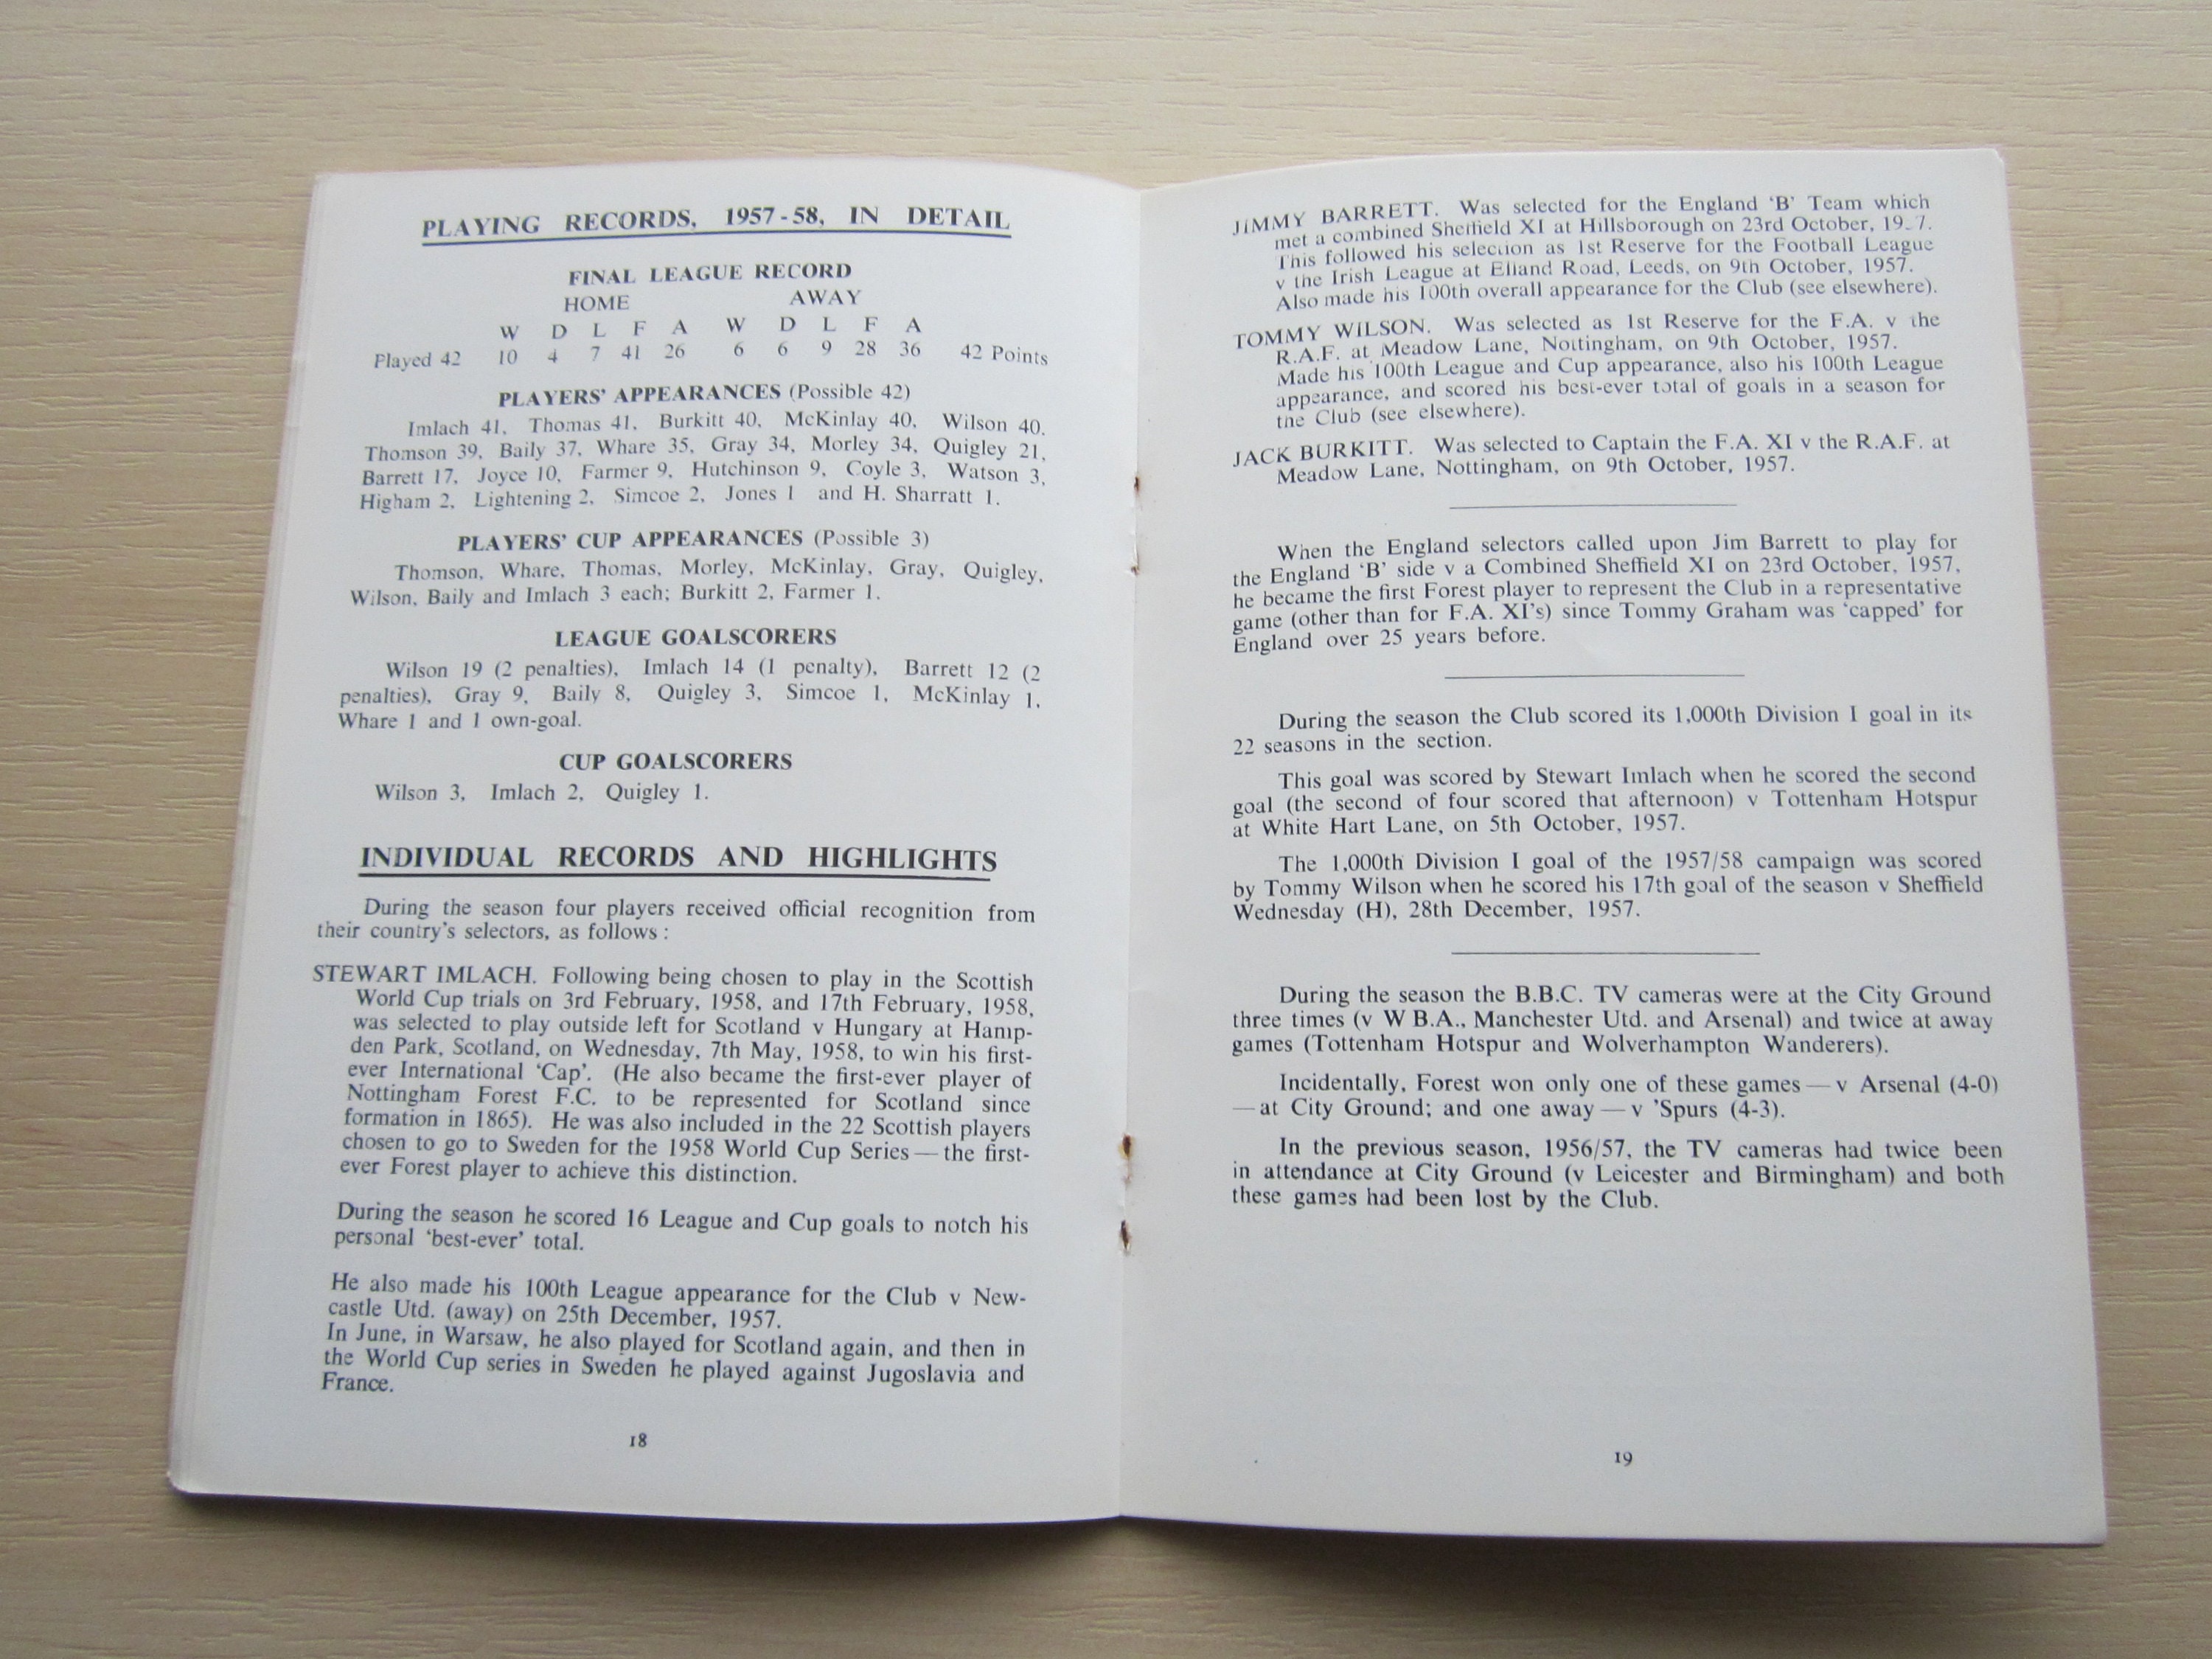 PLAYING RECORDS, 1957-58, IN DETAIL
FINAL LEAGUE RECORD
HOME AWAY
W D L F A W D L F A
Played 42 10 4 7 41 26 6 6 9 28 36 42 Points
PLAYERS' APPEARANCES (Possible 42)
Imlach 41, Thomas 41, Burkitt 40, McKinlay 40, Wilson 40,
Thomson 39, Baily 37, Whare 35, Gray 34, Morley 34, Quigley 21,
Barrett 17, Joyce 10, Farmer 9, Hutchinson 9, Coyle 3, Watson 3,
Higham 2, Lightening 2, Simcoe 2, Jones 1 and H. Sharratt 1.
PLAYERS' CUP APPEARANCES (Possible 3)
Thomson, Whare, Thomas, Morley, McKinlay, Gray, Quigley,
Wilson, Baily and Imlach 3 each; Burkitt 2, Farmer 1.
LEAGUE GOALSCORERS
Wilson 19 (2 penalties), Imlach 14 (1 penalty), Barrett 12 (2
penalties), Gray 9, Baily 8, Quigley 3, Simcoe 1, McKinlay 1,
Whare 1 and 1 own-goal.
CUP GOALSCORERS
Wilson 3, Imlach 2, Quigley 1.
INDIVIDUAL RECORDS AND HIGHLIGHTS
During the season four players received official recognition from
their country's selectors, as follows :
STEWART IMLACH. Following being chosen to play in the Scottish
World Cup trials on 3rd February, 1958, and 17th February, 1958,
was selected to play outside left for Scotland v Hungary at Hamp-
den Park, Scotland, on Wednesday, 7th May, 1958, to win his first-
ever International 'Cap'. (He also became the first-ever player of
Nottingham Forest F.C. to be represented for Scotland since
formation in 1865). He was also included in the 22 Scottish players
chosen to go to Sweden for the 1958 World Cup Series — the first-
ever Forest player to achieve this distinction.
During the season he scored 16 League and Cup goals to notch his
personal 'best-ever' total.
He also made his 100th League appearance for the Club v New-
castle Utd. (away) on 25th December, 1957.
In June, in Warsaw, he also played for Scotland again, and then in
the World Cup series in Sweden he played against Jugoslavia and
France.
18
JIMMY BARRETT. Was selected for the England 'B' Team which
met a combined Sheffield XI at Hillsborough on 23rd October, 19 7.
This followed his selection as 1st Reserve for the Football League
v the Irish League at Elland Road, Leeds, on 9th October, 1957.
Also made his 100th overall appearance for the Club (see elsewhere).
TOMMY WILSON. Was selected as 1st Reserve for the F.A. v the
R.A.F. at Meadow Lane, Nottingham, on 9th October, 1957.
Made his 100th League and Cup appearance, also his 100th League
appearance, and scored his best-ever total of goals in a season for
the Club (see elsewhere).
JACK BURKITT. Was selected to Captain the F.A. XI v the R.A.F. at
Meadow Lane, Nottingham, on 9th October, 1957.
When the England selectors called upon Jim Barrett to play for
the England 'B' side v a Combined Sheffield XI on 23rd October, 1957,
he became the first Forest player to represent the Club in a representative
game (other than for F.A. XI's) since Tommy Graham was 'capped' for
England over 25 years before.
During the season the Club scored its 1,000th Division I goal in its
22 seasons in the section.
This goal was scored by Stewart Imlach when he scored the second
goal (the second of four scored that afternoon) v Tottenham Hotspur
at White Hart Lane, on 5th October, 1957.
The 1,000th Division I goal of the 1957/58 campaign was scored
by Tommy Wilson when he scored his 17th goal of the season v Sheffield
Wednesday (H), 28th December, 1957.
During the season the B.B.C. TV cameras were at the City Ground
three times (v W B.A., Manchester Utd. and Arsenal) and twice at away
games (Tottenham Hotspur and Wolverhampton Wanderers).
Incidentally, Forest won only one of these games — v Arsenal (4-0)
— at City Ground; and one away — v 'Spurs (4-3).
In the previous season, 1956/57, the TV cameras had twice been
in attendance at City Ground (v Leicester and Birmingham) and both
these games had been lost by the Club.
19